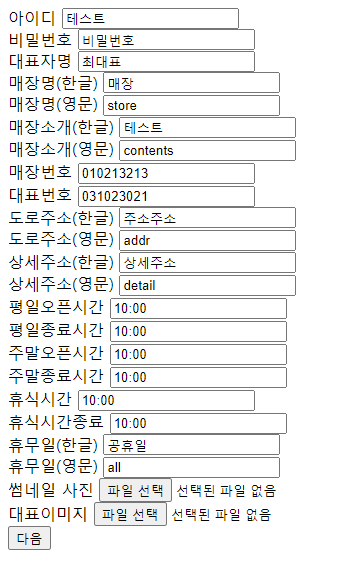 아이디 테스트
비밀번호 비밀번호
대표자명 최대표
매장명(한글) 매장
매장명(영문) store
매장소개(한글) 테스트
매장소개(영문) contents
매장번호 010213213
대표번호 031023021
도로주소(한글) 주소주소
도로주소(영문) addr
상세주소(한글) 상세주소
상세주소(영문) detail
평일오픈시간 10:00
평일종료시간 10:00
주말오픈시간 10:00
주말종료시간 10:00
휴식시간 10:00
휴식시간종료 10:00
휴무일(한글) 공휴일
휴무일(영문) all
썸네일 사진 파일 선택 선택된 파일 없음
대표이미지 파일 선택 선택된 파일 없음
다음